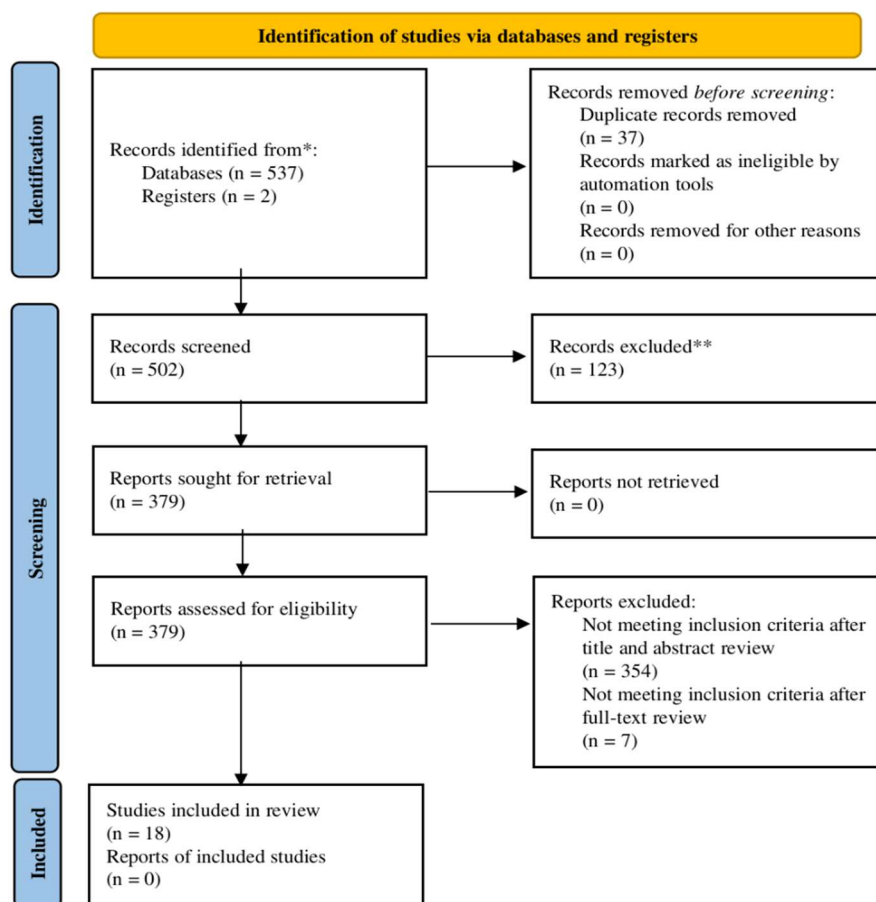 Identification of studies via databases and registers
Identification
Records identified from*:
Databases (n = 537)
Registers (n = 2)
Records removed before screening:
Duplicate records removed
(n = 37)
Records marked as ineligible by
automation tools
(n = 0)
Records removed for other reasons
(n = 0)
Screening
Records screened
(n = 502)
Records excluded**
(n = 123)
Reports sought for retrieval
(n = 379)
Reports not retrieved
(n = 0)
Reports assessed for eligibility
(n = 379)
Reports excluded:
Not meeting inclusion criteria after
title and abstract review
(n = 354)
Not meeting inclusion criteria after
full-text review
(n = 7)
Included
Studies included in review
(n = 18)
Reports of included studies
(n = 0)